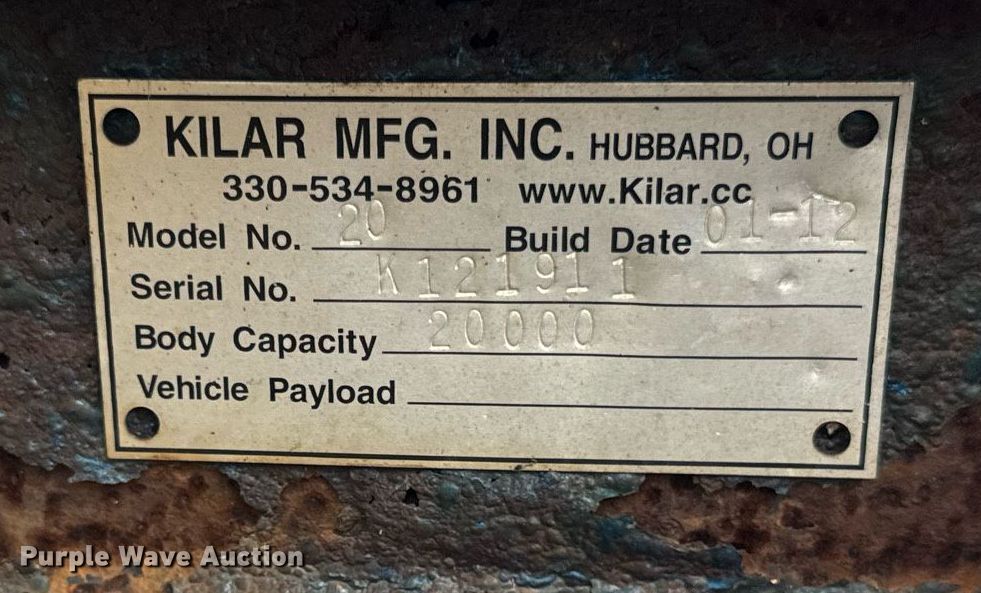 KILAR MFG. INC. HUBBARD, OH
330-534-8961 www.Kilar.cc
Model No. 20 Build Date 01-12
Serial No. K121911
Body Capacity 20000
Vehicle Payload
Purple Wave Auction